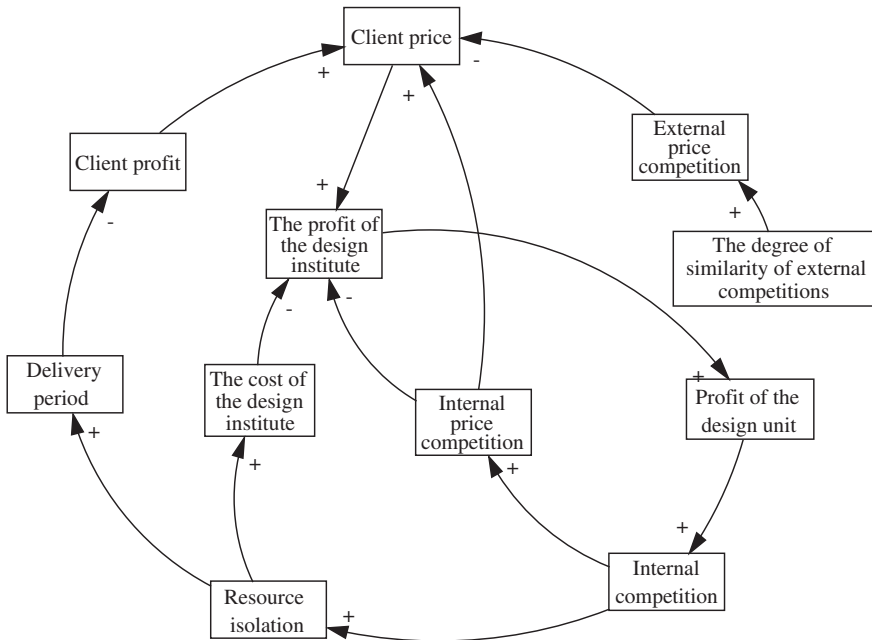 Client price
+
-
+
Client profit
External
price
competition
+
-
+
The profit of
the design
institute
The degree of
similarity of external
competitions
-
-
Delivery
period
The cost of
the design
institute
Internal
price
competition
+
Profit of the
design unit
+
+
+
+
Resource
isolation
+
Internal
competition